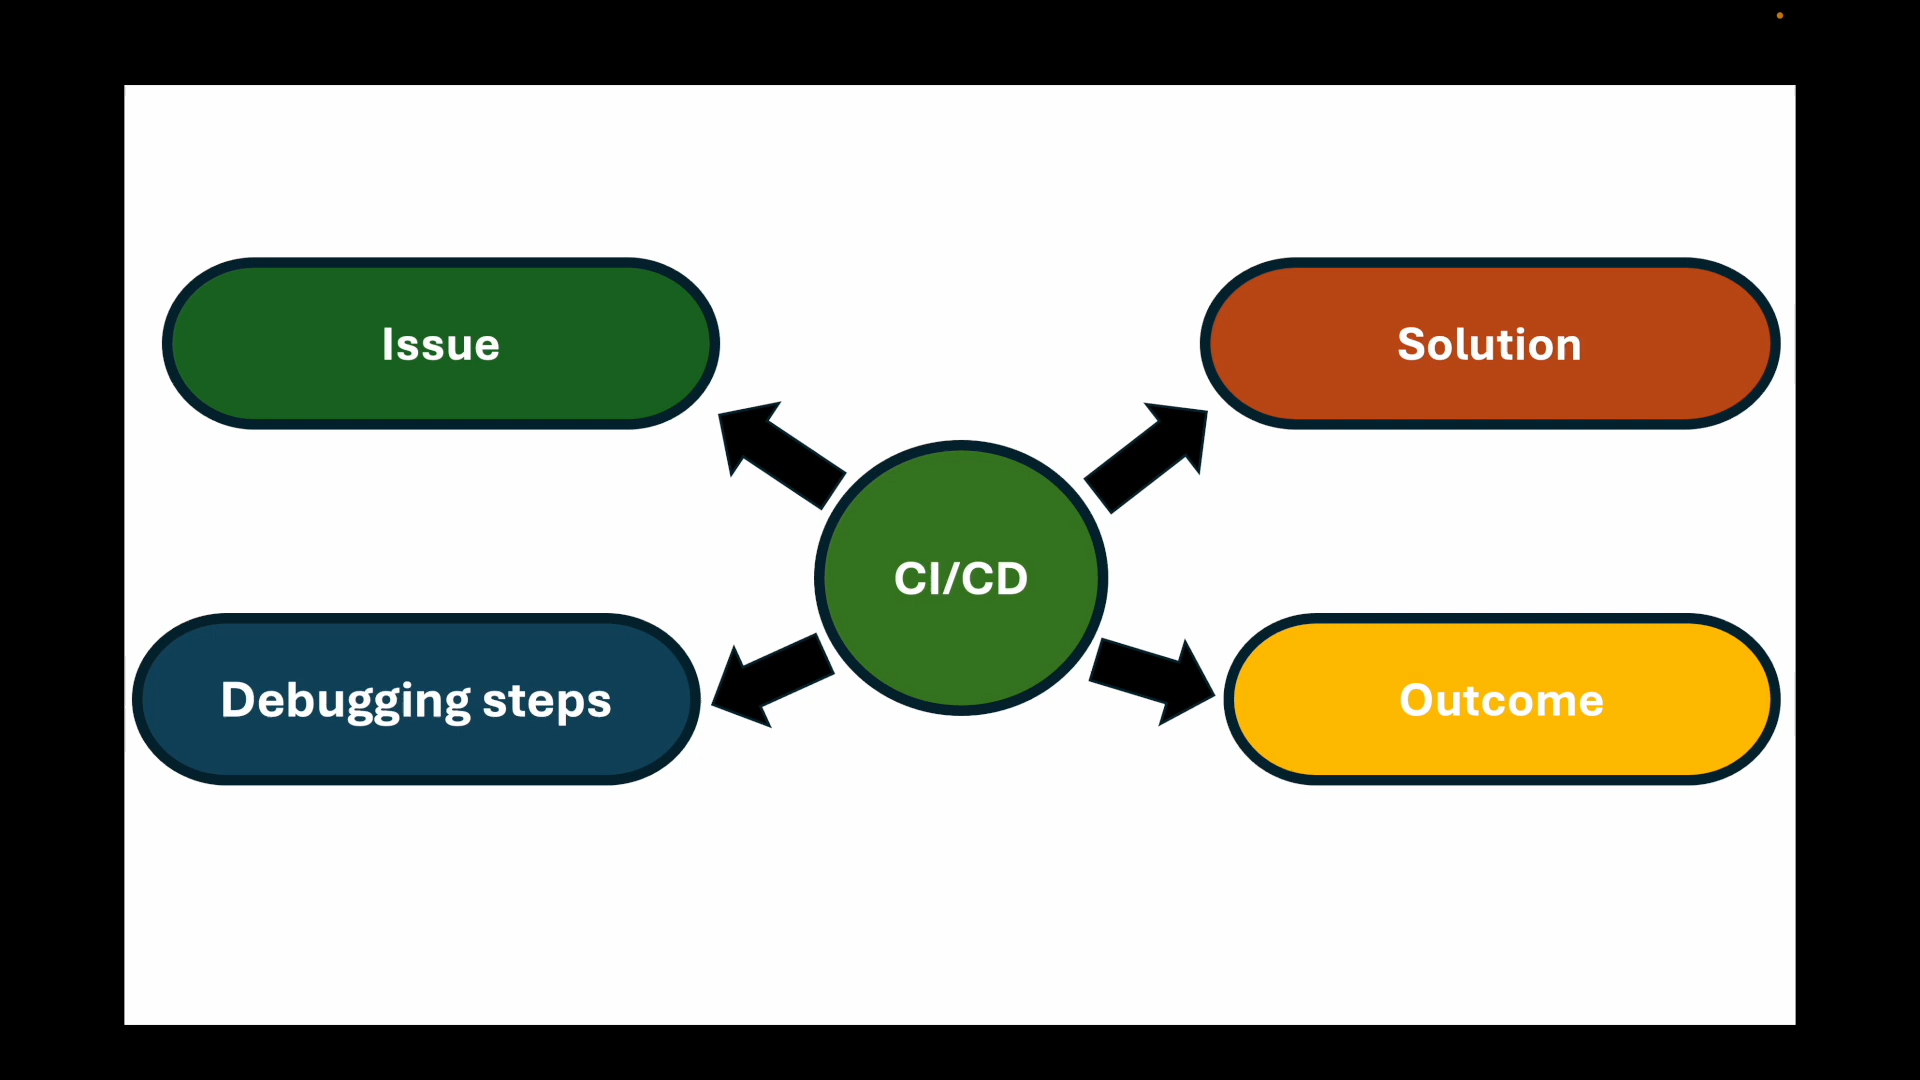 Issue
Solution
CI/CD
Debugging steps
Outcome